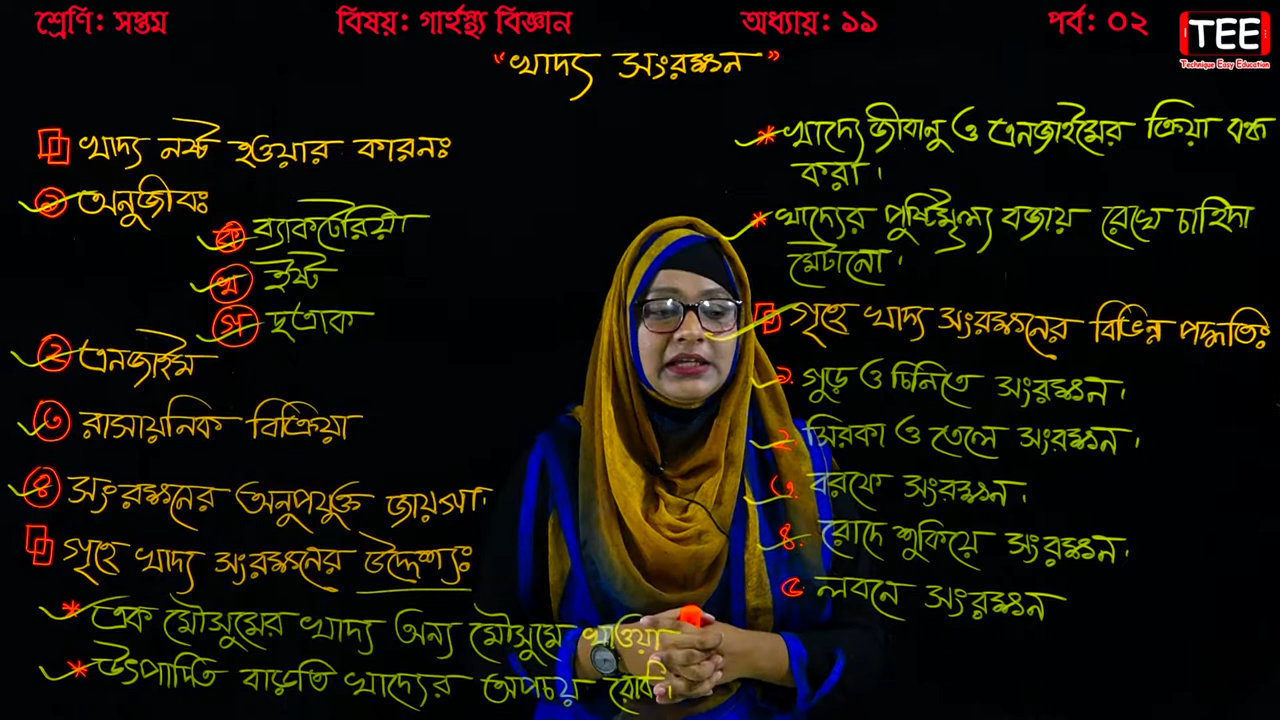 শ্রেণি: সপ্তম
বিষয়: গার্হস্থ্য বিজ্ঞান
অধ্যায়: ১১
পর্ব: ০২
TEE
Technique Easy Education
"খাদ্য সংরক্ষন"
খাদ্য নষ্ট হওয়ার কারনঃ
১ অনুজীবঃ
ক ব্যাকটেরিয়া
খ ইষ্ট
গ ছত্রাক
২ এনজাইম
৩ রাসায়নিক বিক্রিয়া
৪ সংরক্ষনের অনুপযুক্ত জায়গা।
গৃহে খাদ্য সংরক্ষনের উদ্দেশ্যঃ
* এক মৌসুমের খাদ্য অন্য মৌসুমে খাওয়া
* উৎপাদিত বাড়তি খাদ্যের অপচয় রোধ।
* খাদ্যে জীবানু ও এনজাইমের ক্রিয়া বন্ধ
করা।
* খাদ্যের পুষ্টিমূল্য বজায় রেখে চাহিদা
মেটানো।
গৃহে খাদ্য সংরক্ষনের বিভিন্ন পদ্ধতিঃ
১. গুড় ও চিনিতে সংরক্ষন।
২. সিরকা ও তেলে সংরক্ষন।
৩. বরফে সংরক্ষন।
৪. রোদে শুকিয়ে সংরক্ষন।
৫. লবনে সংরক্ষন